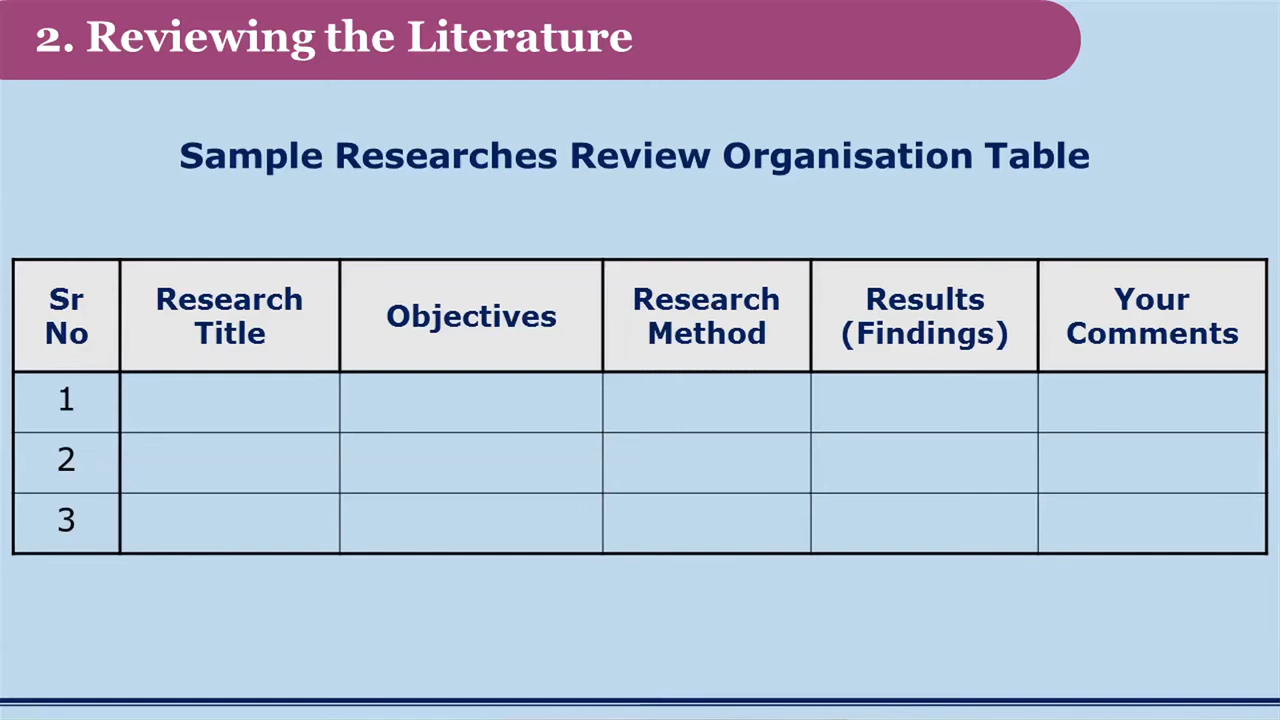 2. Reviewing the Literature
Sample Researches Review Organisation Table
Sr No | Research Title | Objectives | Research Method | Results (Findings) | Your Comments
1
2
3